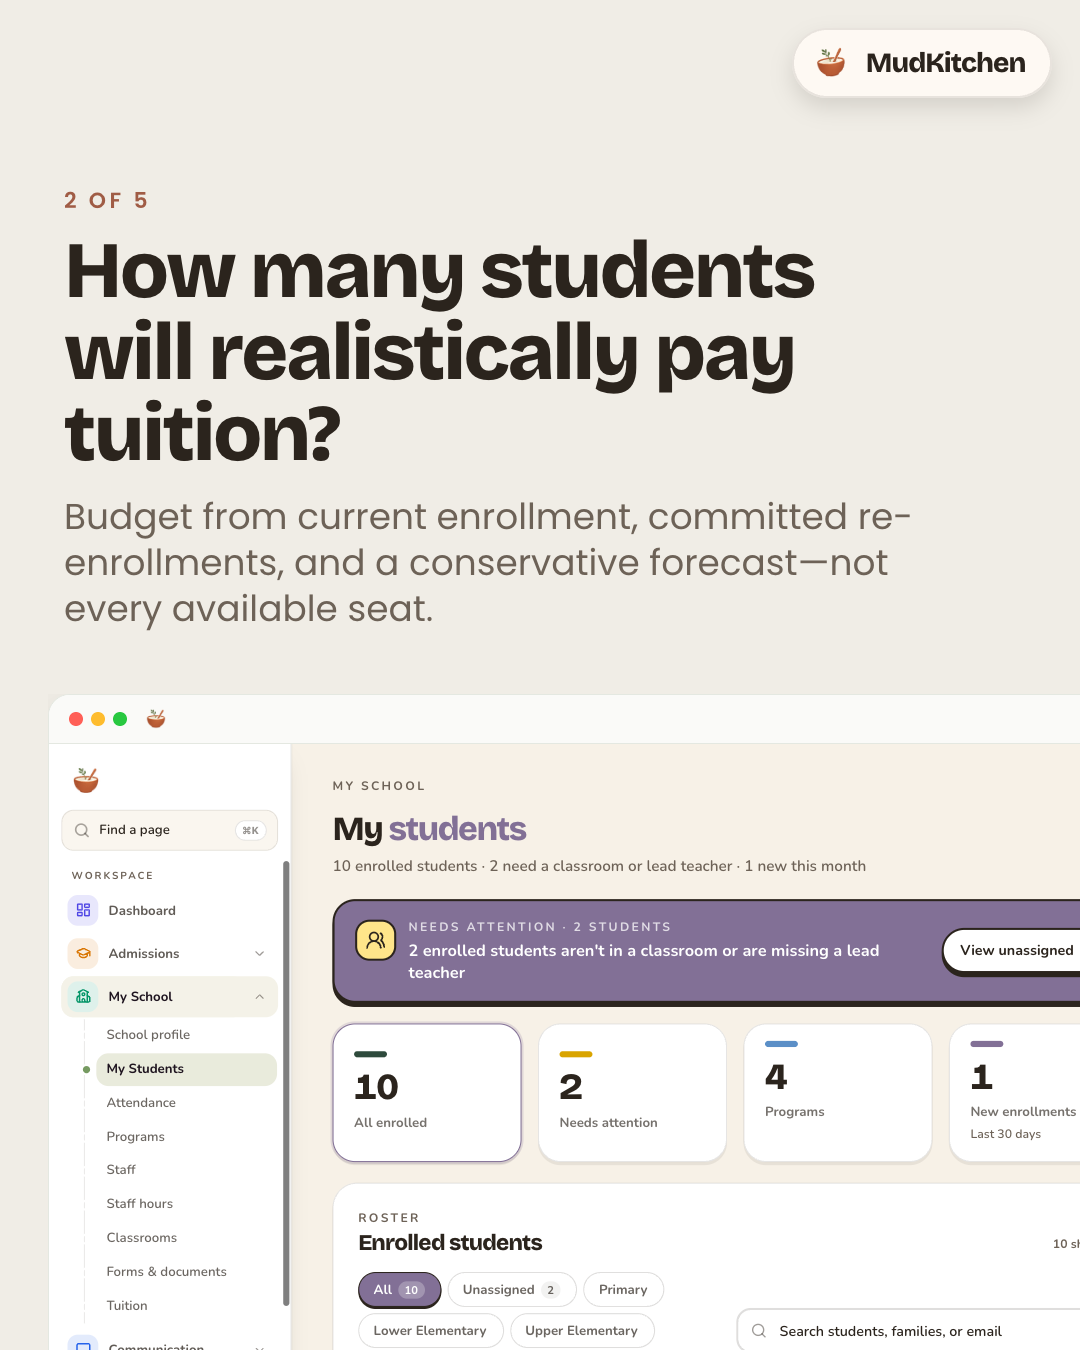 MudKitchen
2 OF 5
How many students
will realistically pay
tuition?
Budget from current enrollment, committed re-
enrollments, and a conservative forecast—not
every available seat.
Find a page
⌘K
WORKSPACE
Dashboard
Admissions
My School
School profile
My Students
Attendance
Programs
Staff
Staff hours
Classrooms
Forms & documents
Tuition
Communication
MY SCHOOL
My students
10 enrolled students · 2 need a classroom or lead teacher · 1 new this month
NEEDS ATTENTION · 2 STUDENTS
2 enrolled students aren't in a classroom or are missing a lead
teacher
View unassigned
10
All enrolled
2
Needs attention
4
Programs
1
New enrollments
Last 30 days
ROSTER
Enrolled students
10 sh
All 10
Unassigned 2
Primary
Lower Elementary
Upper Elementary
Search students, families, or email